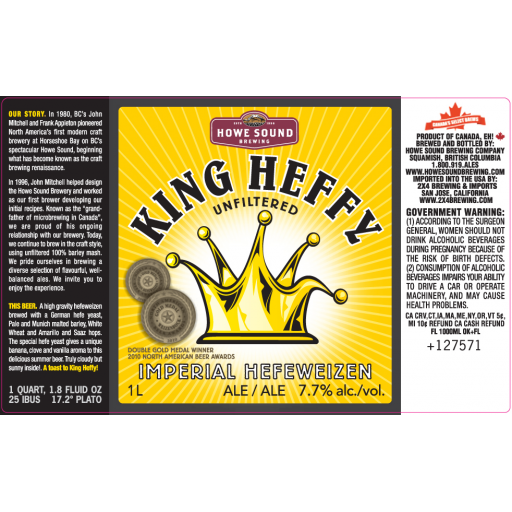 OUR STORY. In 1980, BC's John
Mitchell and Frank Appleton pioneered
North America's first modern craft
brewery at Horseshoe Bay on BC's
spectacular Howe Sound, beginning
what has become known as the craft
brewing renaissance.
In 1996, John Mitchell helped design
the Howe Sound Brewery and worked
as our first brewer developing our
initial recipes. Known as the "grand-
father of microbrewing in Canada",
we are proud of his ongoing
relationship with our brewery. Today,
we continue to brew in the craft style,
using unfiltered 100% barley mash.
We pride ourselves in brewing a
diverse selection of flavourful, well-
balanced ales. We invite you to
enjoy the experience.
THIS BEER. A high gravity hefeweizen
brewed with a German hefe yeast,
Pale and Munich malted barley, White
Wheat and Amarillo and Saaz hops.
The special hefe yeast gives a unique
banana, clove and vanilla aroma to this
delicious summer beer. Truly cloudy but
sunny inside!. A toast to King Heffy!
1 QUART, 1.8 FLUID OZ
25 IBUS 17.2° PLATO
HOWE SOUND
BREWING
KING HEFFY
UNFILTERED
DOUBLE GOLD MEDAL WINNER
2010 NORTH AMERICAN BEER AWARDS
IMPERIAL HEFEWEIZEN
1 L ALE / ALE 7.7% alc./vol.
CANADA'S SELECT BREWS
PRODUCT OF CANADA, EH!
BREWED AND BOTTLED BY:
HOWE SOUND BREWING COMPANY
SQUAMISH, BRITISH COLUMBIA
1.800.919.ALES
WWW.HOWESOUNDBREWING.COM
IMPORTED INTO THE USA BY:
2X4 BREWING & IMPORTS
SAN JOSE, CALIFORNIA
WWW.2X4BREWING.COM
GOVERNMENT WARNING:
(1) ACCORDING TO THE SURGEON
GENERAL, WOMEN SHOULD NOT
DRINK ALCOHOLIC BEVERAGES
DURING PREGNANCY BECAUSE OF
THE RISK OF BIRTH DEFECTS.
(2) CONSUMPTION OF ALCOHOLIC
BEVERAGES IMPAIRS YOUR ABILITY
TO DRIVE A CAR OR OPERATE
MACHINERY, AND MAY CAUSE
HEALTH PROBLEMS.
CA CRV,CT,IA,MA,ME,NY,OR,VT 5¢,
MI 10¢ REFUND CA CASH REFUND
FL 1000ML OK+FL
+127571